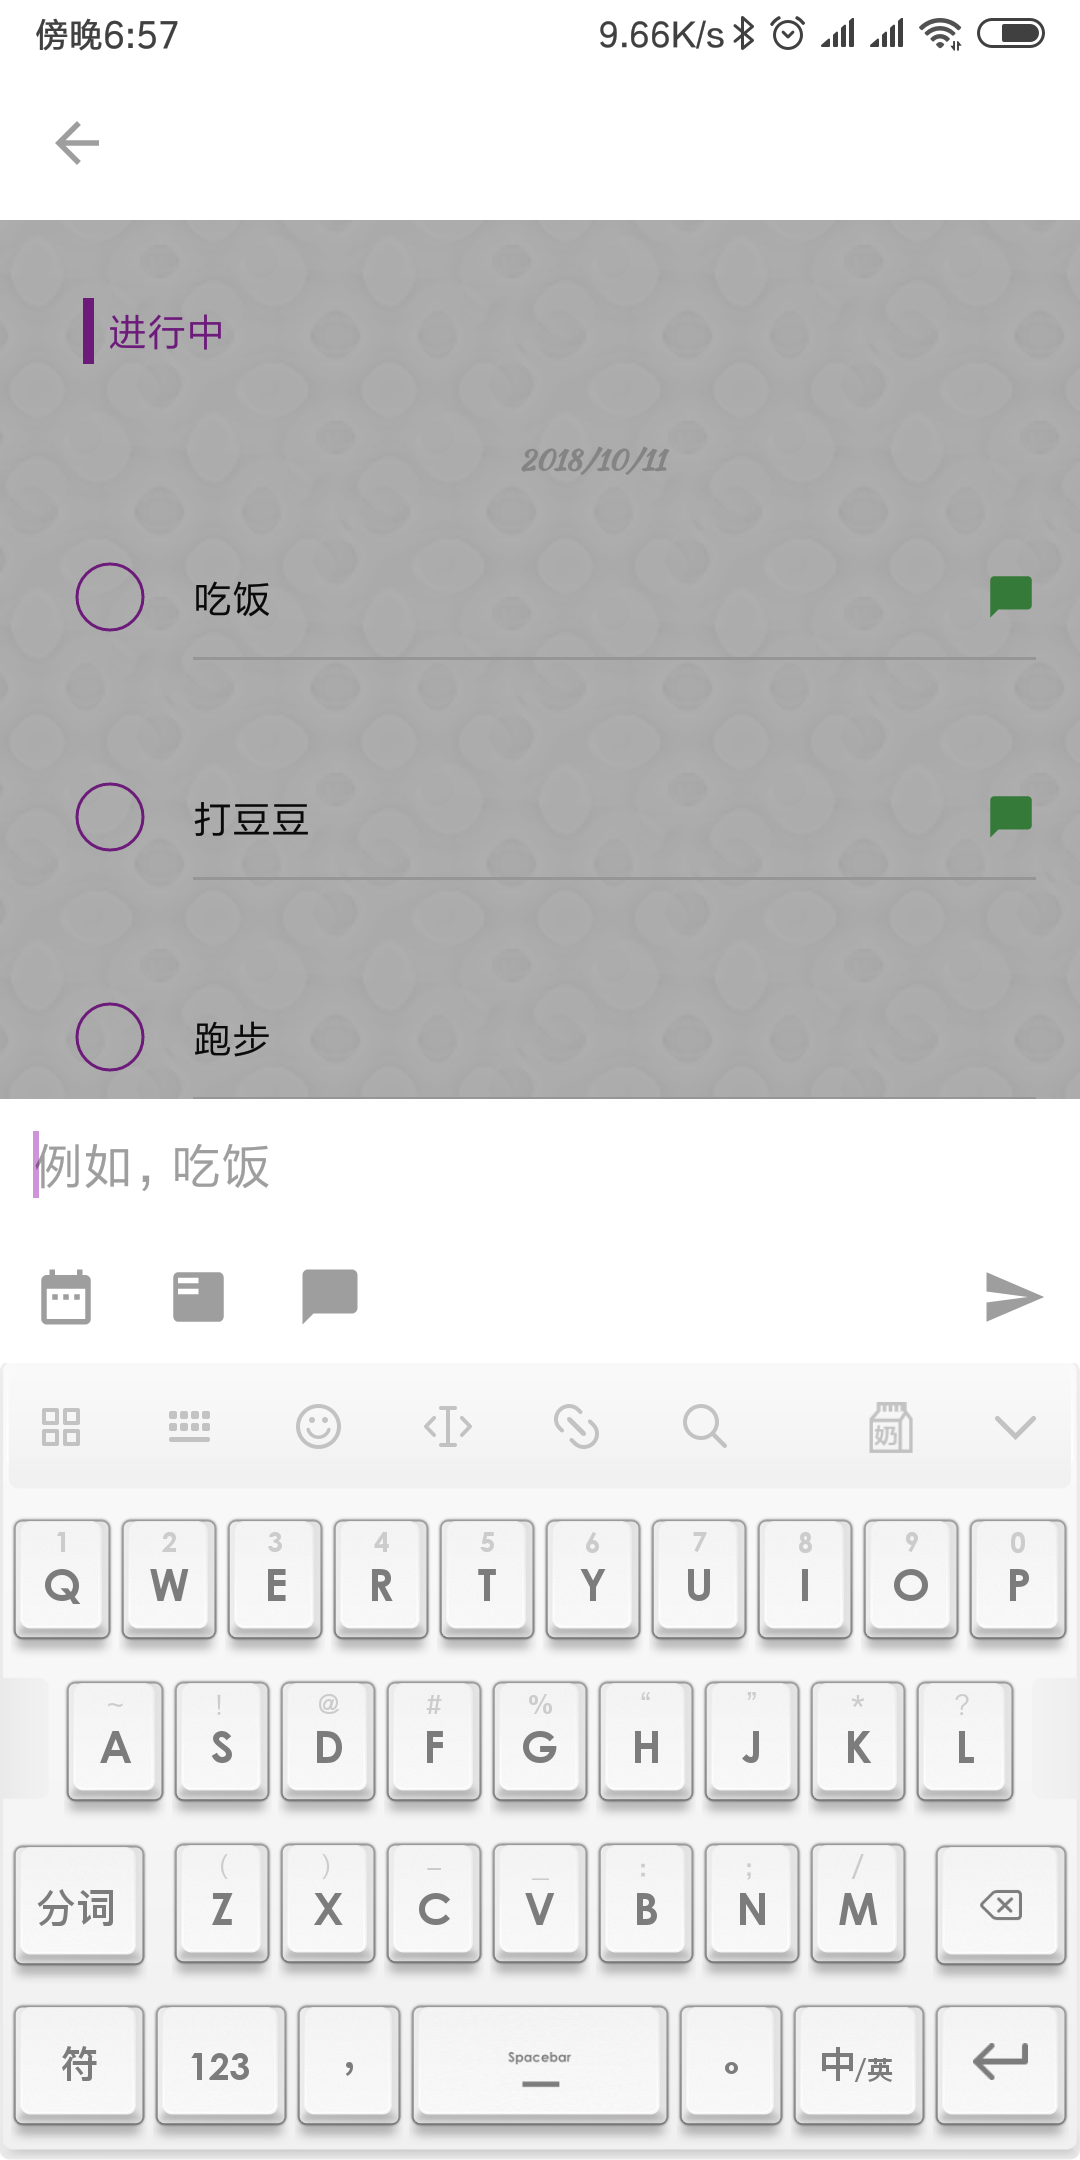 傍晚6:57 9.66K/s
进行中
2018/10/11
吃饭
打豆豆
跑步
例如，吃饭
奶
1 2 3 4 5 6 7 8 9 0
Q W E R T Y U I O P
~ ! @ # % “ ” * ?
A S D F G H J K L
( ) – _ : ; /
分词 Z X C V B N M
符 123 ， Spacebar 。 中/英